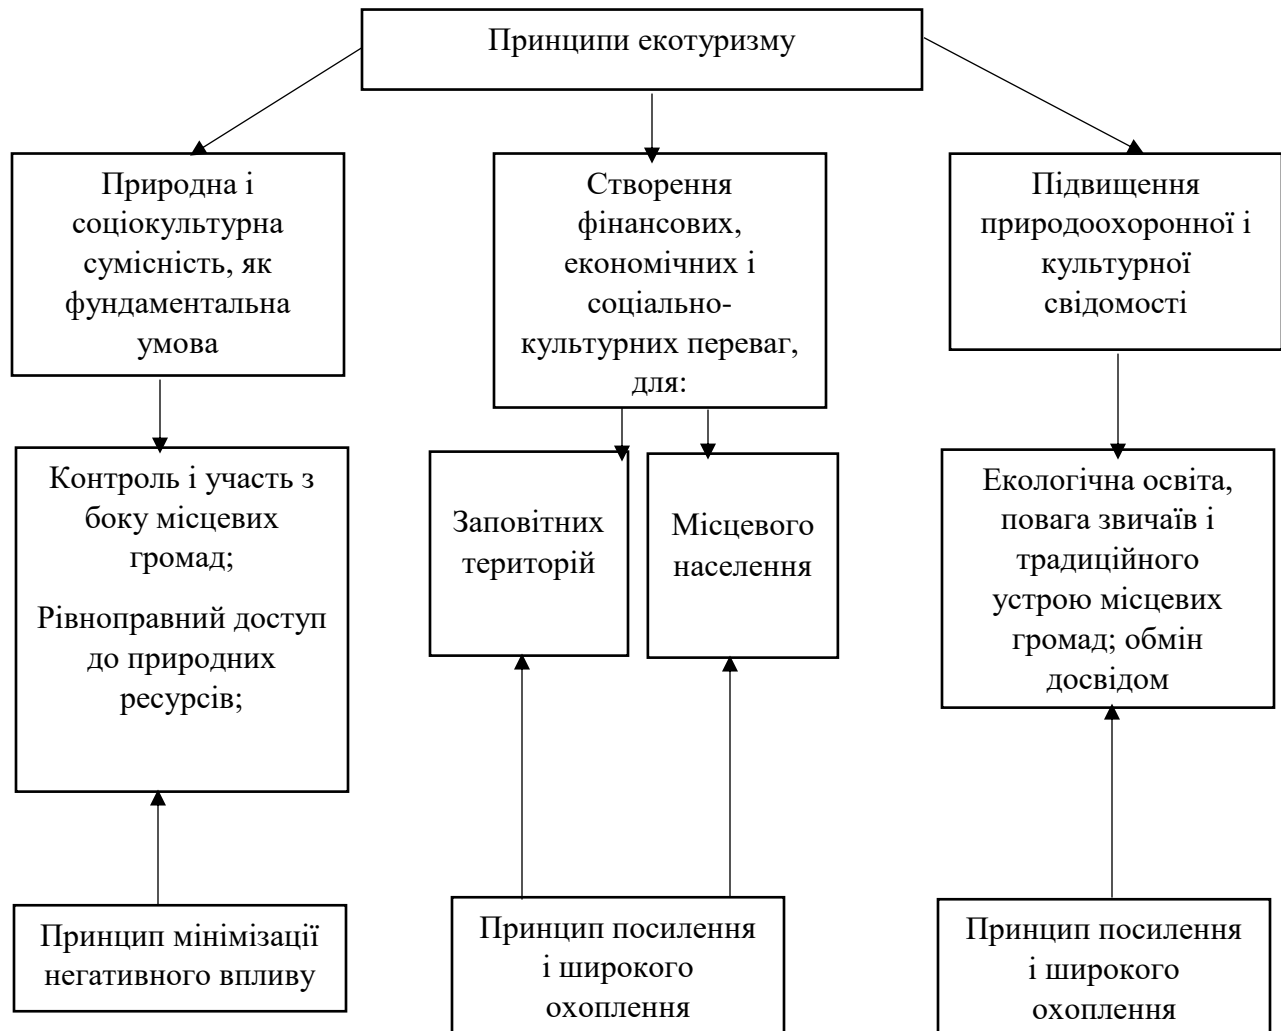 Принципи екотуризму
Природна і
соціокультурна
сумісність, як
фундаментальна
умова
Створення
фінансових,
економічних і
соціально-
культурних переваг,
для:
Підвищення
природоохоронної і
культурної
свідомості
Контроль і участь з
боку місцевих
громад;
Рівноправний доступ
до природних
ресурсів;
Заповітних
територій
Місцевого
населення
Екологічна освіта,
повага звичаїв і
традиційного
устрою місцевих
громад; обмін
досвідом
Принцип мінімізації
негативного впливу
Принцип посилення
і широкого
охоплення
Принцип посилення
і широкого
охоплення